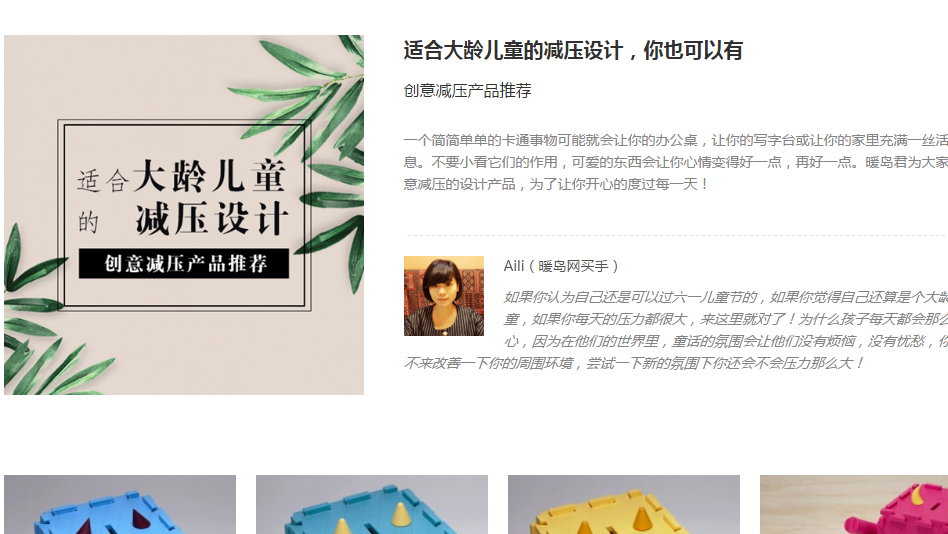 适合大龄儿童
的 减压设计
创意减压产品推荐
适合大龄儿童的减压设计，你也可以有
创意减压产品推荐
一个简简单单的卡通事物可能就会让你的办公桌，让你的写字台或让你的家里充满一丝活
息。不要小看它们的作用，可爱的东西会让你心情变得好一点，再好一点。暖岛君为大家
意减压的设计产品，为了让你开心的度过每一天！
Aili（暖岛网买手）
如果你认为自己还是可以过六一儿童节的，如果你觉得自己还算是个大龄
童，如果你每天的压力都很大，来这里就对了！为什么孩子每天都会那么
心，因为在他们的世界里，童话的氛围会让他们没有烦恼，没有忧愁，你
不来改善一下你的周围环境，尝试一下新的氛围下你还会不会压力那么大！